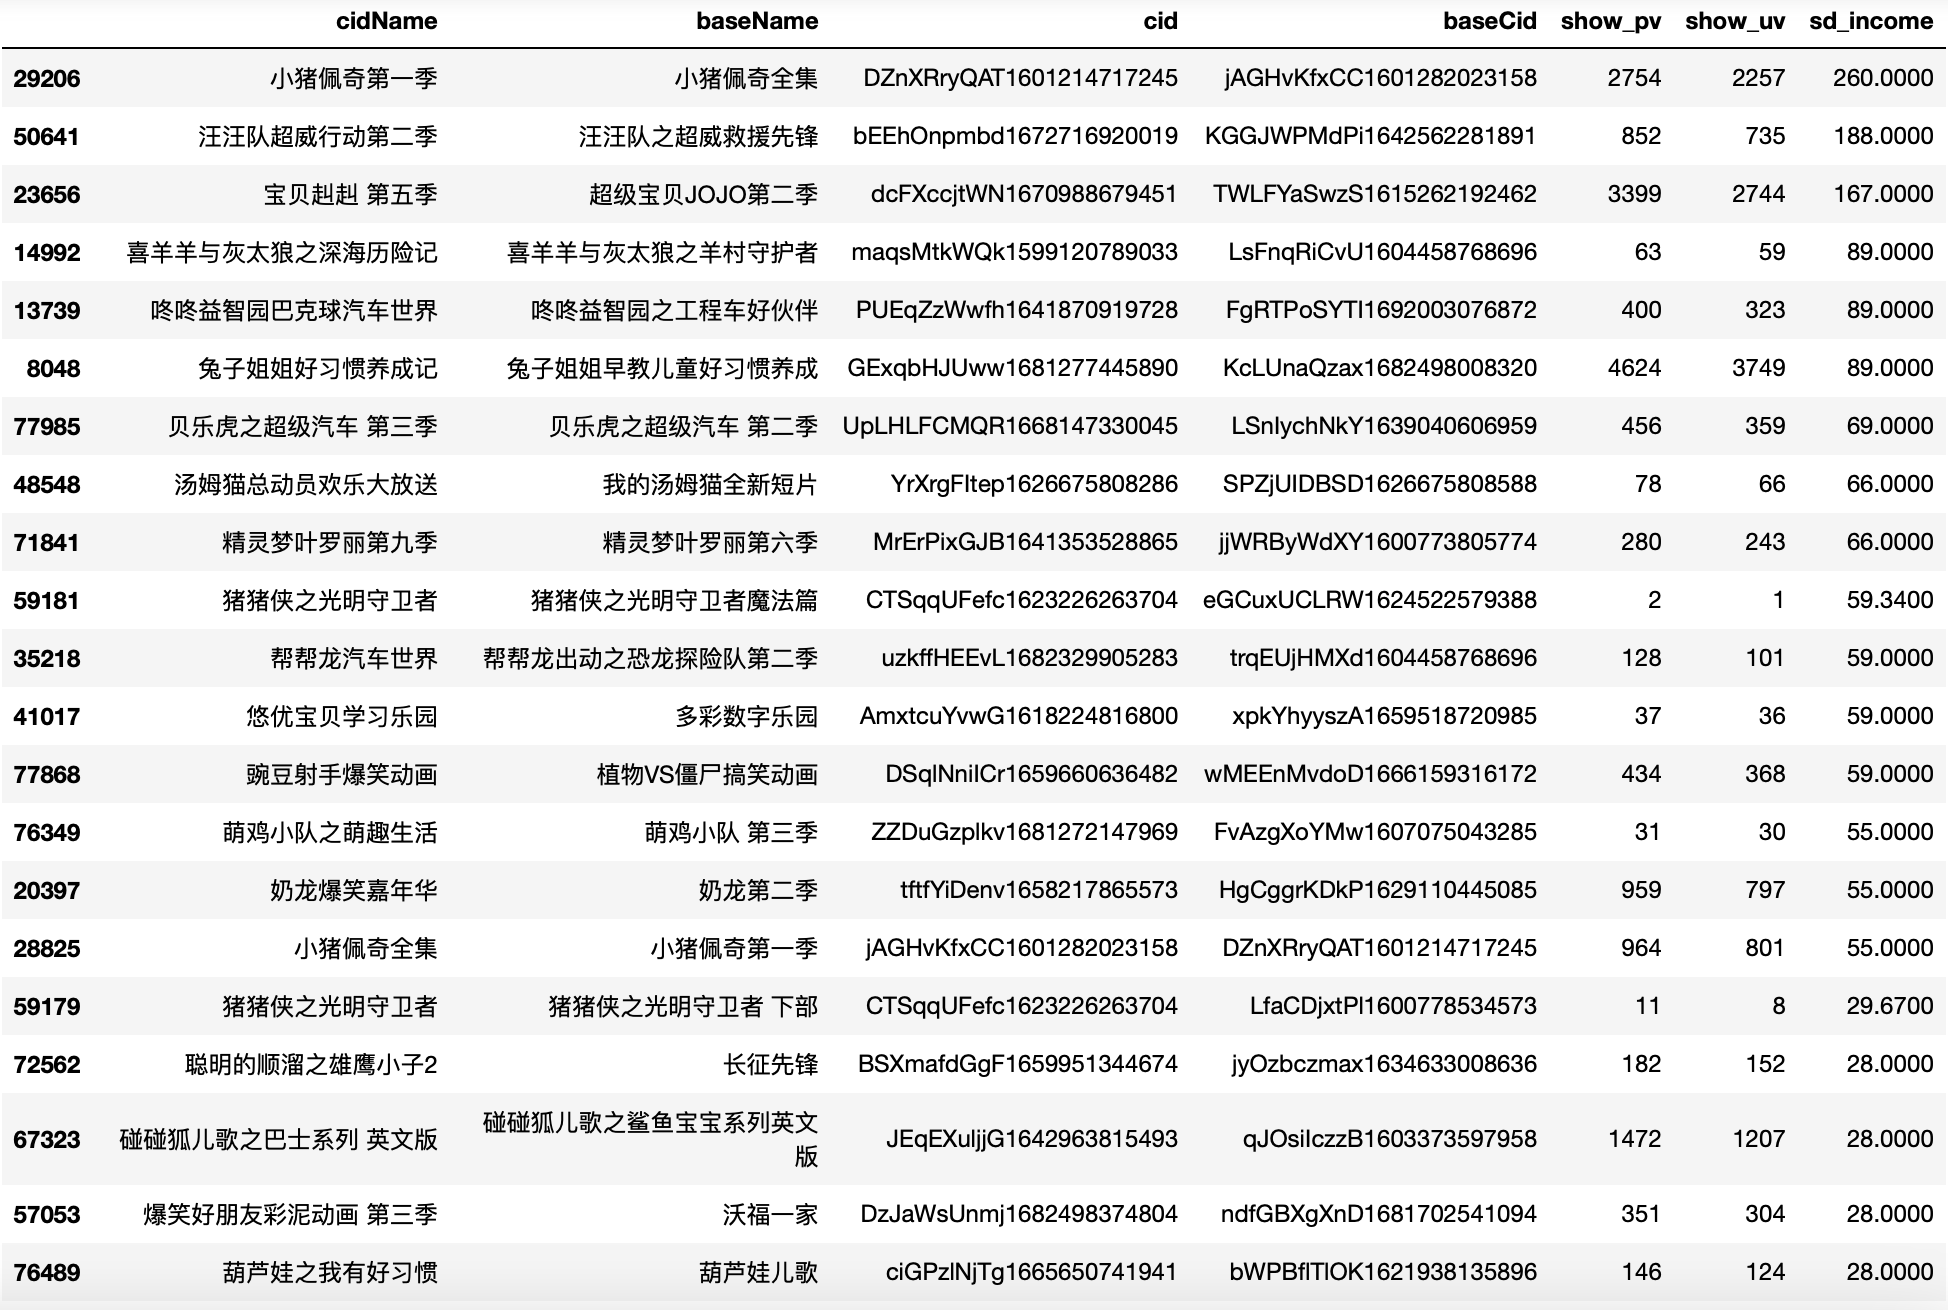 cidName baseName cid baseCid show_pv show_uv sd_income
29206 小猪佩奇第一季 小猪佩奇全集 DZnXRryQAT1601214717245 jAGHvKfxCC1601282023158 2754 2257 260.0000
50641 汪汪队超威行动第二季 汪汪队之超威救援先锋 bEEhOnpmbd1672716920019 KGGJWPMdPi1642562281891 852 735 188.0000
23656 宝贝赳赳 第五季 超级宝贝JOJO第二季 dcFXccjtWN1670988679451 TWLFYaSwzS1615262192462 3399 2744 167.0000
14992 喜羊羊与灰太狼之深海历险记 喜羊羊与灰太狼之羊村守护者 maqsMtkWQk1599120789033 LsFnqRiCvU1604458768696 63 59 89.0000
13739 咚咚益智园巴克球汽车世界 咚咚益智园之工程车好伙伴 PUEqZzWwfh1641870919728 FgRTPoSYTI1692003076872 400 323 89.0000
8048 兔子姐姐好习惯养成记 兔子姐姐早教儿童好习惯养成 GExqbHJUww1681277445890 KcLUnaQzax1682498008320 4624 3749 89.0000
77985 贝乐虎之超级汽车 第三季 贝乐虎之超级汽车 第二季 UpLHLFCMQR1668147330045 LSnIychNkY1639040606959 456 359 69.0000
48548 汤姆猫总动员欢乐大放送 我的汤姆猫全新短片 YrXrgFItep1626675808286 SPZjUIDBSD1626675808588 78 66 66.0000
71841 精灵梦叶罗丽第九季 精灵梦叶罗丽第六季 MrErPixGJB1641353528865 jjWRByWdXY1600773805774 280 243 66.0000
59181 猪猪侠之光明守卫者 猪猪侠之光明守卫者魔法篇 CTSqqUFefc1623226263704 eGCuxUCLRW1624522579388 2 1 59.3400
35218 帮帮龙汽车世界 帮帮龙出动之恐龙探险队第二季 uzkffHEEvL1682329905283 trqEUjHMXd1604458768696 128 101 59.0000
41017 悠优宝贝学习乐园 多彩数字乐园 AmxtcuYvwG1618224816800 xpkYhyyszA1659518720985 37 36 59.0000
77868 豌豆射手爆笑动画 植物VS僵尸搞笑动画 DSqlNnilCr1659660636482 wMEEnMvdoD1666159316172 434 368 59.0000
76349 萌鸡小队之萌趣生活 萌鸡小队 第三季 ZZDuGzplkv1681272147969 FvAzgXoYMw1607075043285 31 30 55.0000
20397 奶龙爆笑嘉年华 奶龙第二季 tftfYiDenv1658217865573 HgCggrKDkP1629110445085 959 797 55.0000
28825 小猪佩奇全集 小猪佩奇第一季 jAGHvKfxCC1601282023158 DZnXRryQAT1601214717245 964 801 55.0000
59179 猪猪侠之光明守卫者 猪猪侠之光明守卫者 下部 CTSqqUFefc1623226263704 LfaCDjxtPl1600778534573 11 8 29.6700
72562 聪明的顺溜之雄鹰小子2 长征先锋 BSXmafdGgF1659951344674 jyOzbczmax1634633008636 182 152 28.0000
67323 碰碰狐儿歌之巴士系列 英文版 碰碰狐儿歌之鲨鱼宝宝系列英文 JEqEXuljjG1642963815493 qJOsilczzB1603373597958 1472 1207 28.0000
版
57053 爆笑好朋友彩泥动画 第三季 沃福一家 DzJaWsUnmj1682498374804 ndfGBXgXnD1681702541094 351 304 28.0000
76489 葫芦娃之我有好习惯 葫芦娃儿歌 ciGPzlNjTg1665650741941 bWPBflTlOK1621938135896 146 124 28.0000